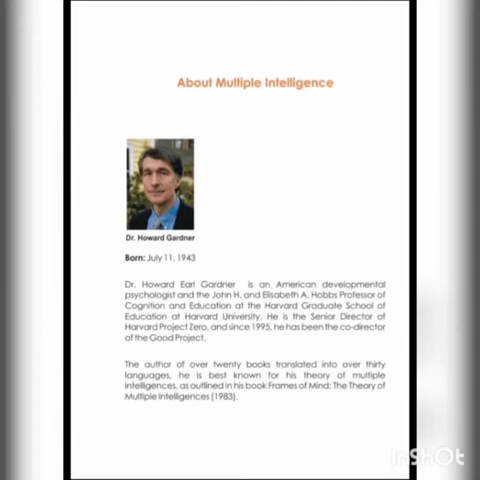 About Multiple Intelligence
Dr. Howard Gardner
Born: July 11, 1943
Dr. Howard Earl Gardner is an American developmental
psychologist and the John H. and Elisabeth A. Hobbs Professor of
Cognition and Education at the Harvard Graduate School of
Education at Harvard University. He is the Senior Director of
Harvard Project Zero, and since 1995, he has been the co-director
of the Good Project.
The author of over twenty books translated into over thirty
languages, he is best known for his theory of multiple
intelligences, as outlined in his book Frames of Mind: The Theory of
Multiple Intelligences (1983).
InShOt